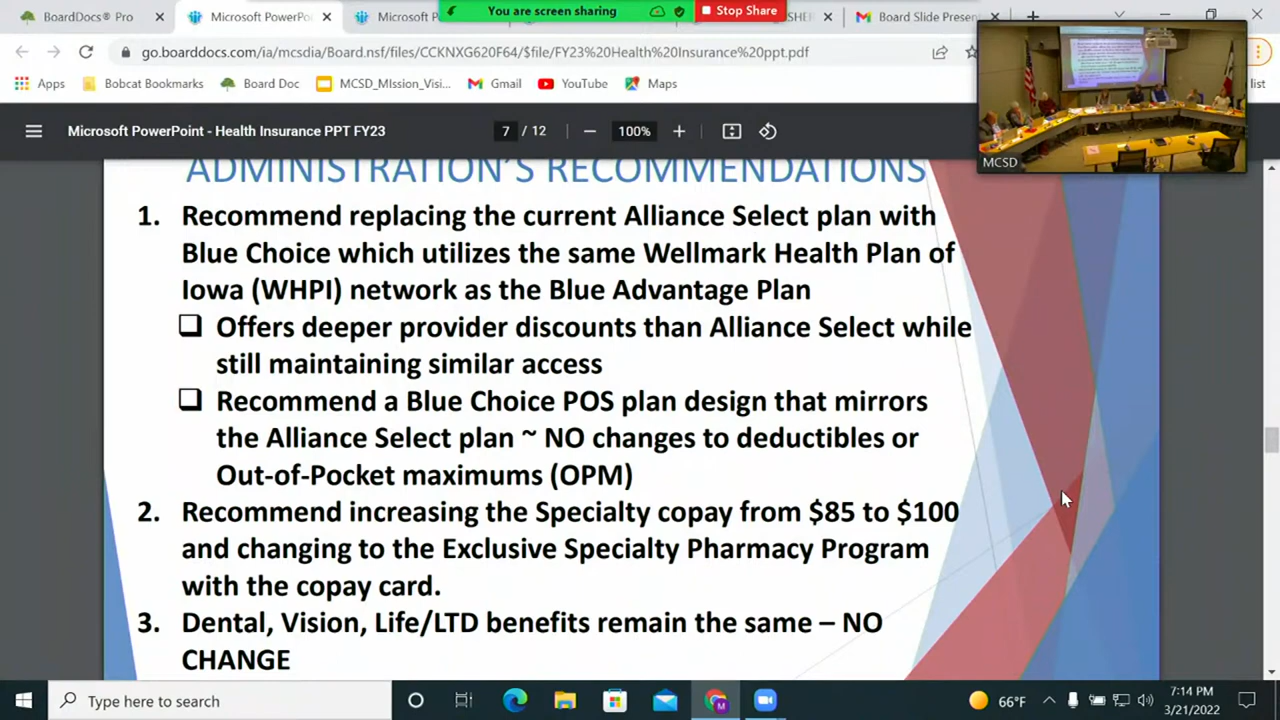 BoardDocs® Pro
Microsoft PowerPoi
Microsoft P
You are screen sharing
Stop Share
SHE
Board Slide Presen
go.boarddocs.com/ia/mcsdia/Board.nsf/files/
/$file/FY23%20Health%20Insurance%20ppt.pdf
Apps
Bobcat Bookmarks
Board Doc
MCSD_MCSD_Visi...
Gmail
YouTube
Maps
list
Microsoft PowerPoint - Health Insurance PPT FY23
7 / 12
100%
MCSD
ADMINISTRATION'S RECOMMENDATIONS
1. Recommend replacing the current Alliance Select plan with
Blue Choice which utilizes the same Wellmark Health Plan of
Iowa (WHPI) network as the Blue Advantage Plan
❑ Offers deeper provider discounts than Alliance Select while
still maintaining similar access
❑ Recommend a Blue Choice POS plan design that mirrors
the Alliance Select plan ~ NO changes to deductibles or
Out-of-Pocket maximums (OPM)
2. Recommend increasing the Specialty copay from $85 to $100
and changing to the Exclusive Specialty Pharmacy Program
with the copay card.
3. Dental, Vision, Life/LTD benefits remain the same – NO
CHANGE
Type here to search
66°F
7:14 PM
3/21/2022